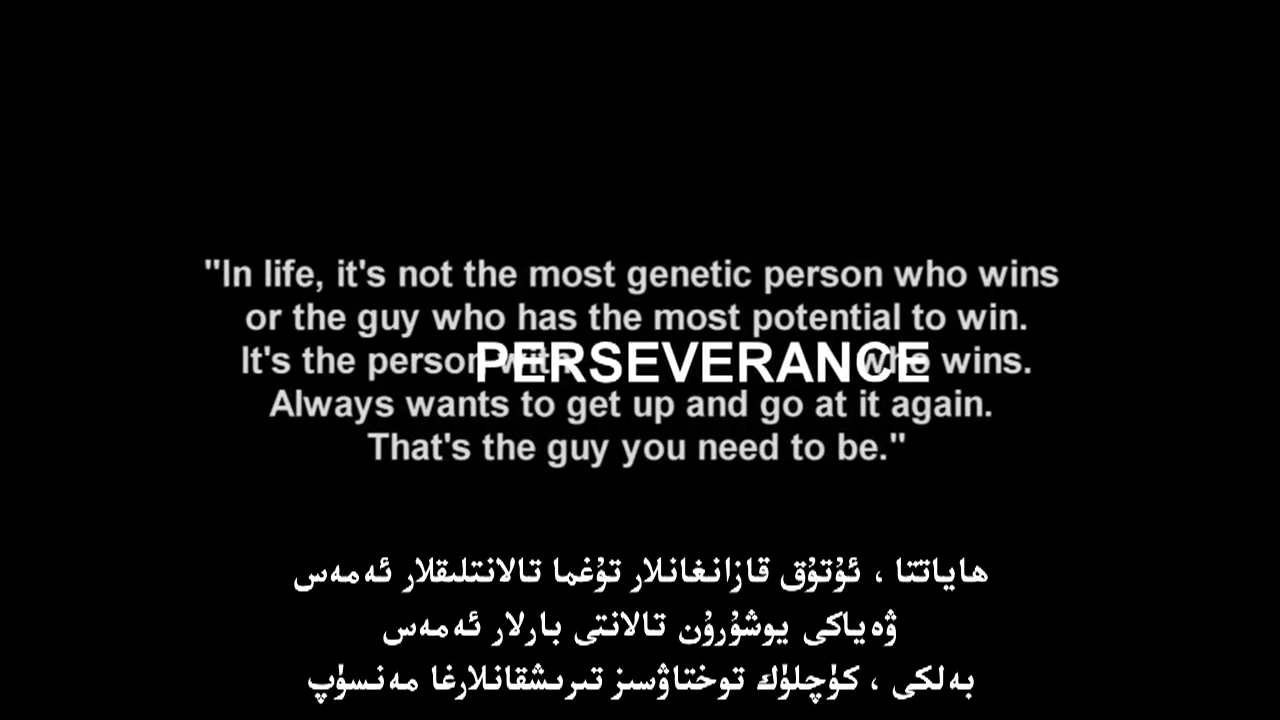 "In life, it's not the most genetic person who wins
or the guy who has the most potential to win.
It's the person with PERSEVERANCE who wins.
Always wants to get up and go at it again.
That's the guy you need to be."
ھاياتتا ، ئۇتۇق قازانغانلار تۇغما تالانتلىقلار ئەمەس
ۋەياكى يوشۇرۇن تالانتى بارلار ئەمەس
بەلكى ، كۈچلۈك توختاۋسىز تىرىشقانلارغا مەنسۈپ